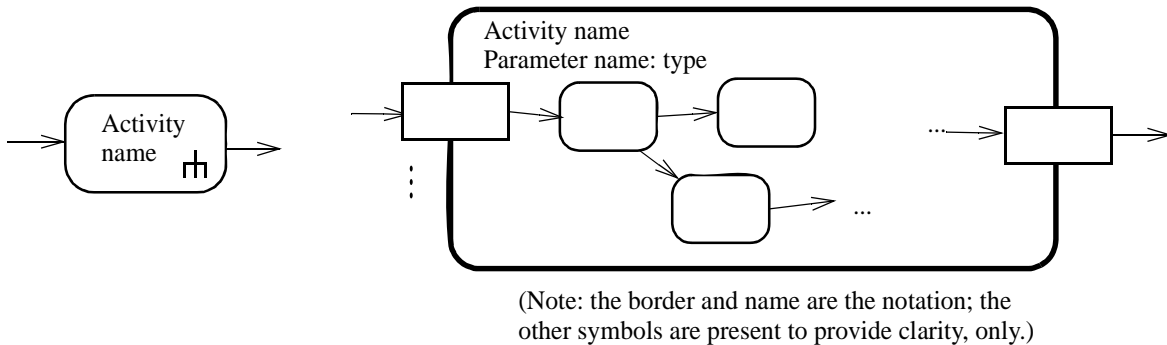 Activity
name
Activity name
Parameter name: type
...
...
(Note: the border and name are the notation; the
other symbols are present to provide clarity, only.)